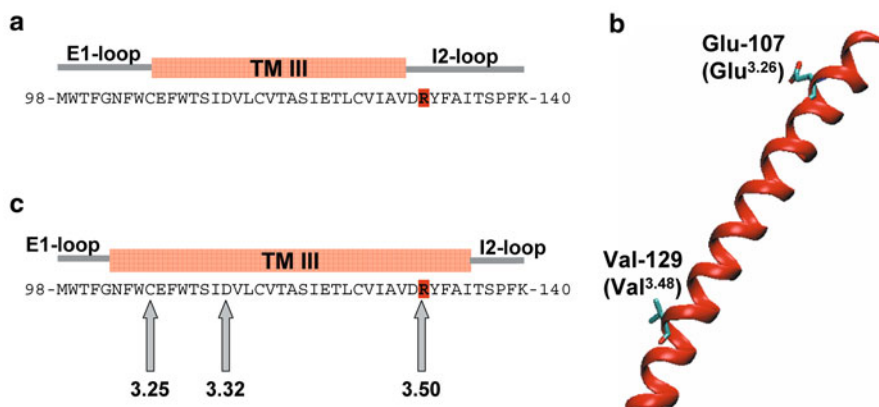 a
E1-loop TM III I2-loop
98-MWTFGNFWCEFWTSIDVLCVTASIETLCVIAVDRYFAITSPFK-140
c
E1-loop TM III I2-loop
98-MWTFGNFWCEFWTSIDVLCVTASIETLCVIAVDRYFAITSPFK-140
3.25 3.32 3.50
b
Glu-107
(Glu3.26)
Val-129
(Val3.48)